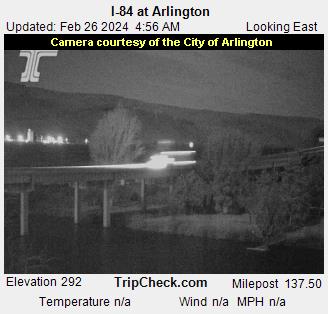 I-84 at Arlington
Updated: Feb 26 2024 4:56 AM Looking East
Camera courtesy of the City of Arlington
Elevation 292 TripCheck.com Milepost 137.50
Temperature n/a Wind n/a MPH n/a